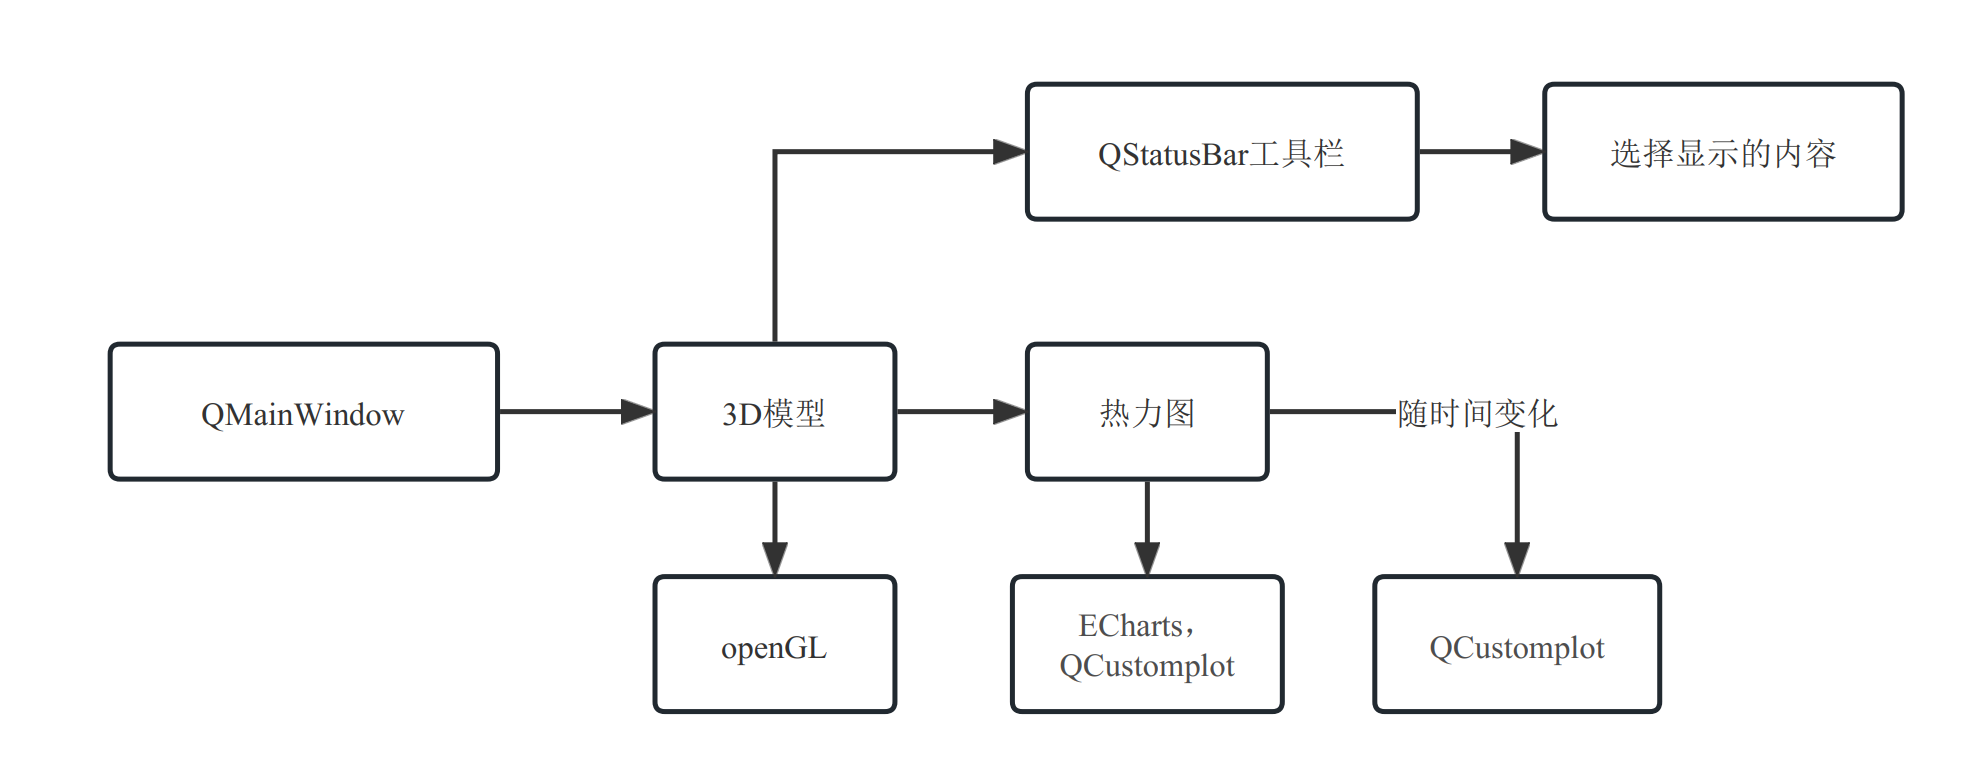 QStatusBar工具栏
选择显示的内容
QMainWindow
3D模型
热力图
随时间变化
openGL
ECharts，
QCustomplot
QCustomplot